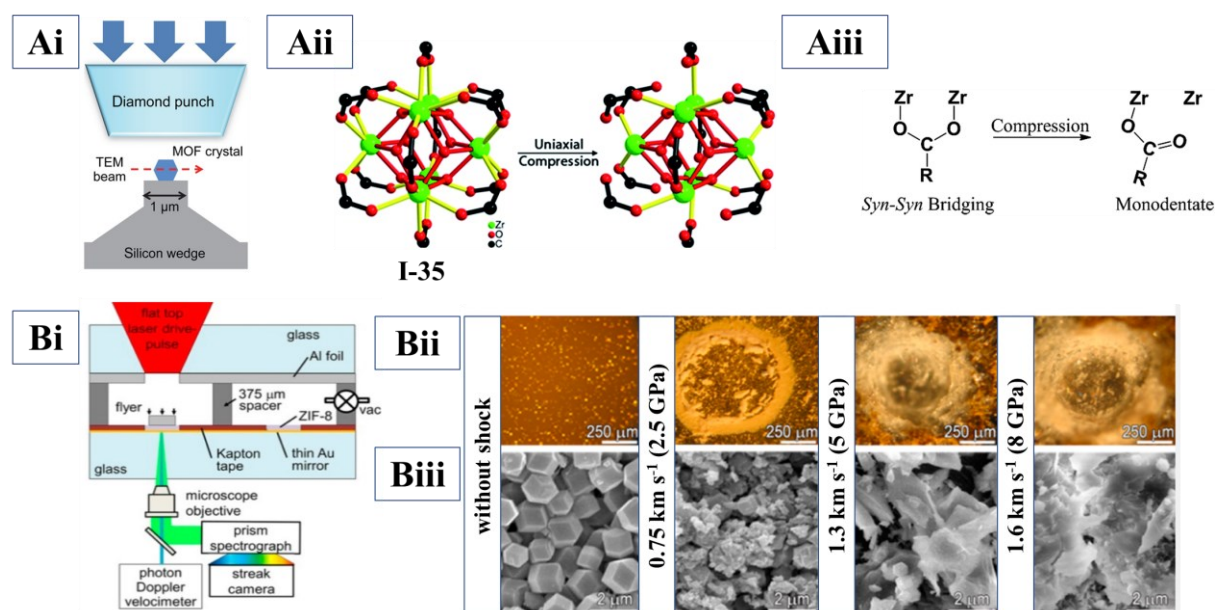 Ai
Diamond punch
TEM
beam
MOF crystal
1 μm
Silicon wedge
Aii
Uniaxial
Compression
Zr
O
C
I-35
Aiii
Zr Zr
O O
C
R
Syn-Syn Bridging
Compression
Zr Zr
O
C O
R
Monodentate
Bi
flat top
laser drive-
pulse
glass
Al foil
flyer
375 μm
spacer
ZIF-8
vac
glass
Kapton
tape
thin Au
mirror
microscope
objective
prism
spectrograph
streak
camera
photon
Doppler
velocimeter
Bii
Biii
without shock
250 μm
2 μm
0.75 km s⁻¹ (2.5 GPa)
250 μm
2 μm
1.3 km s⁻¹ (5 GPa)
250 μm
2 μm
1.6 km s⁻¹ (8 GPa)
250 μm
2 μm